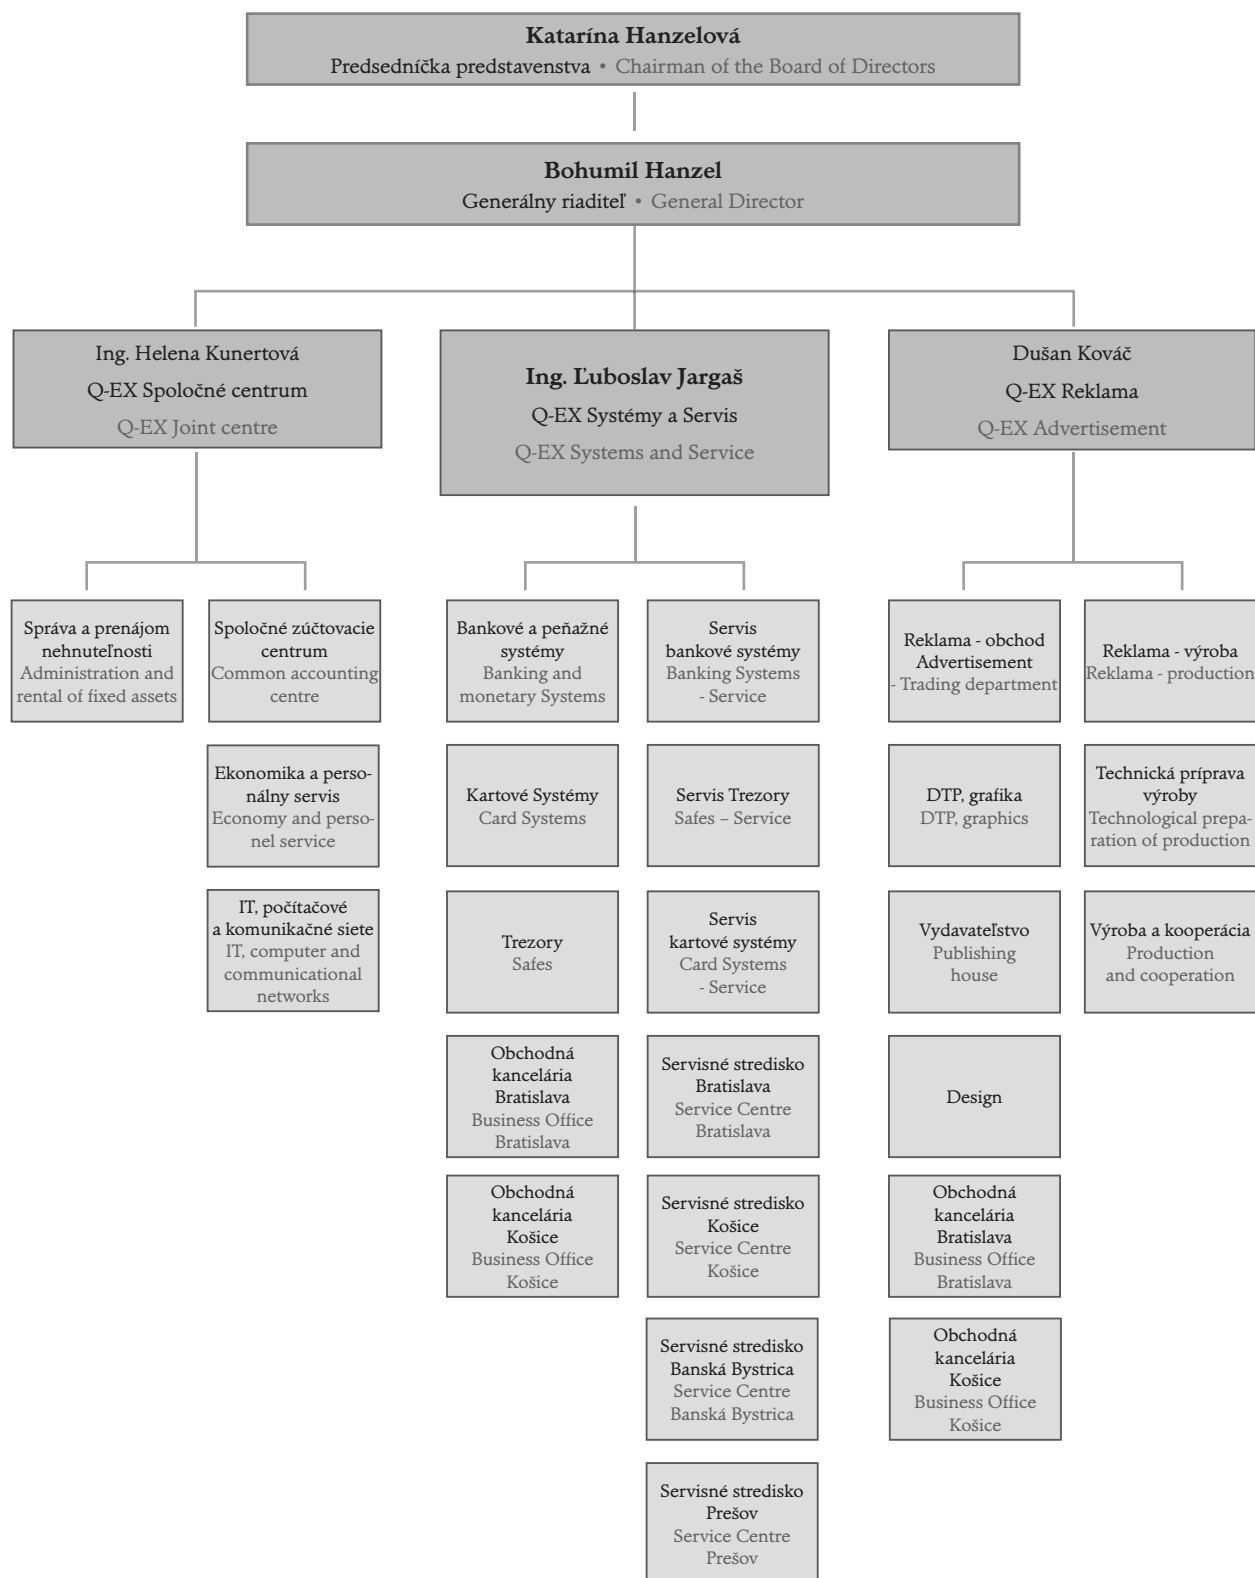 Katarína Hanzelová
Predsedníčka predstavenstva • Chairman of the Board of Directors
Bohumil Hanzel
Generálny riaditeľ • General Director
Ing. Helena Kunertová
Q-EX Spoločné centrum
Q-EX Joint centre
Ing. Ľuboslav Jargaš
Q-EX Systémy a Servis
Q-EX Systems and Service
Dušan Kováč
Q-EX Reklama
Q-EX Advertisement
Správa a prenájom
nehnuteľnosti
Administration and
rental of fixed assets
Spoločné zúčtovacie
centrum
Common accounting
centre
Ekonomika a perso-
nálny servis
Economy and perso-
nel service
IT, počítačové
a komunikačné siete
IT, computer and
communicational
networks
Bankové a peňažné
systémy
Banking and
monetary Systems
Kartové Systémy
Card Systems
Trezory
Safes
Obchodná
kancelária
Bratislava
Business Office
Bratislava
Obchodná
kancelária
Košice
Business Office
Košice
Servis
bankové systémy
Banking Systems
- Service
Servis Trezory
Safes – Service
Servis
kartové systémy
Card Systems
- Service
Servisné stredisko
Bratislava
Service Centre
Bratislava
Servisné stredisko
Košice
Service Centre
Košice
Servisné stredisko
Banská Bystrica
Service Centre
Banská Bystrica
Servisné stredisko
Prešov
Service Centre
Prešov
Reklama - obchod
Advertisement
- Trading department
DTP, grafika
DTP, graphics
Vydavateľstvo
Publishing
house
Design
Obchodná
kancelária
Bratislava
Business Office
Bratislava
Obchodná
kancelária
Košice
Business Office
Košice
Reklama - výroba
Reklama - production
Technická príprava
výroby
Technological prepa-
ration of production
Výroba a kooperácia
Production
and cooperation